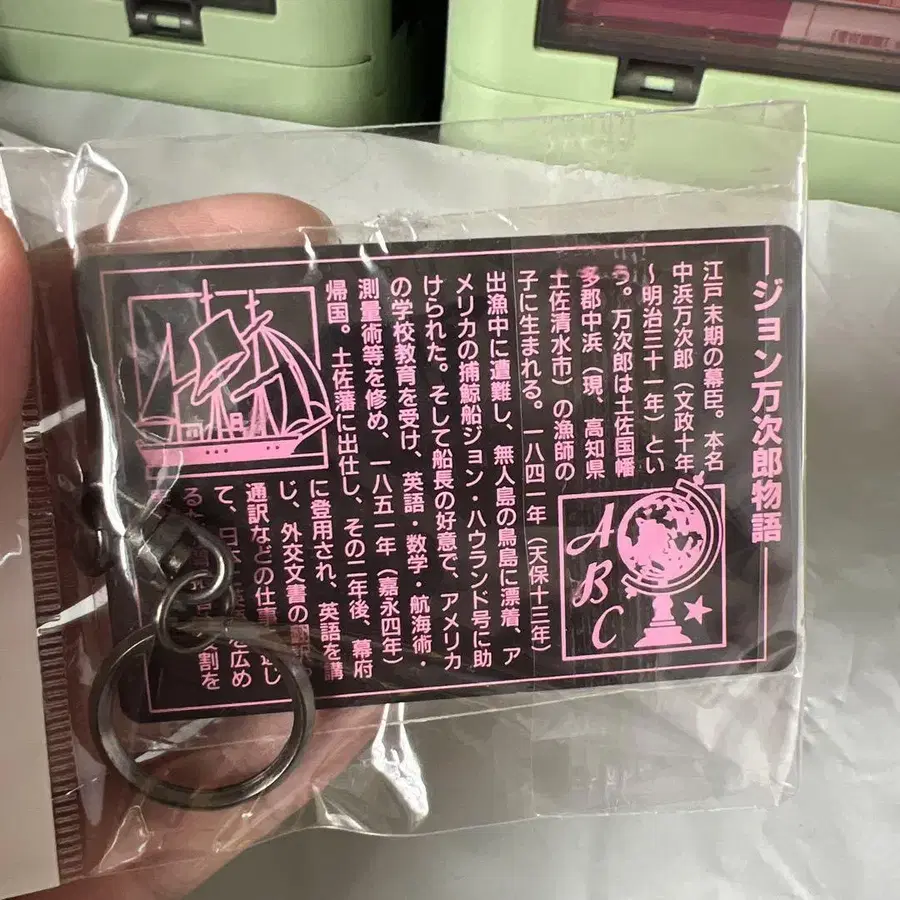 ジョン万次郎物語
江戸末期の幕臣。本名
中浜万次郎（文政十年
～明治三十一年）とい
う。万次郎は土佐国幡
多郡中浜（現、高知県
土佐清水市）の漁師の
子に生まれる。一八四一年（天保十三年）
出漁中に遭難し、無人島の鳥島に漂着、ア
メリカの捕鯨船ジョン・ハウランド号に助
けられた。そして船長の好意で、アメリカ
の学校教育を受け、英語・数学・航海術・
測量術等を修め、一八五一年（嘉永四年）
帰国。土佐藩に出仕し、その二年後、幕府
に登用され、英語を講
じ、外交文書の
通訳などの仕事 し
て、日 を広め
る 役割を
A
B
C